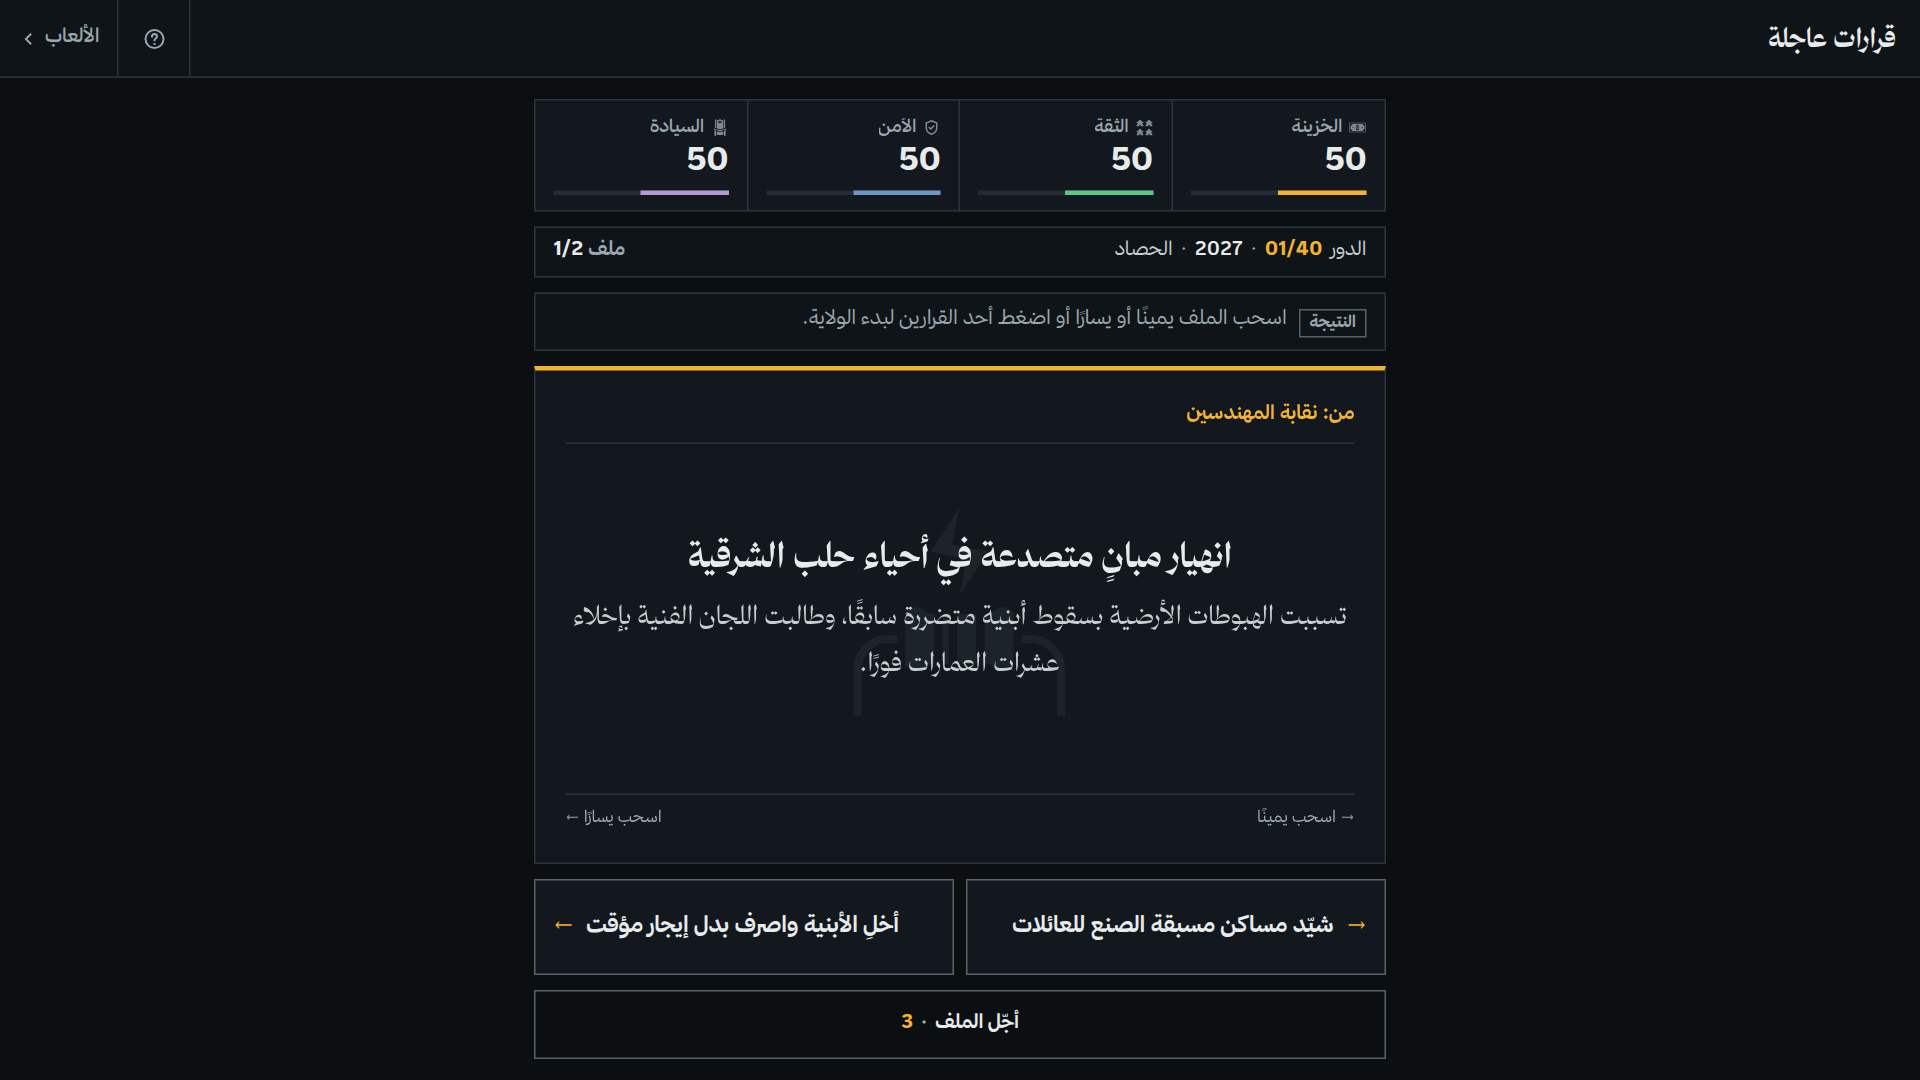 قرارات عاجلة
الألعاب
الخزينة
50
الثقة
50
الأمن
50
السيادة
50
الدور 01/40 · 2027 · الحصاد
ملف 1/2
النتيجة اسحب الملف يمينًا أو يسارًا أو اضغط أحد القرارين لبدء الولاية.
من: نقابة المهندسين
انهيار مبانٍ متصدعة في أحياء حلب الشرقية
تسببت الهبوطات الأرضية بسقوط أبنية متضررة سابقًا، وطالبت اللجان الفنية بإخلاء
عشرات العمارات فورًا.
→ اسحب يمينًا
اسحب يسارًا ←
→ شيّد مساكن مسبقة الصنع للعائلات
أخلِ الأبنية واصرف بدل إيجار مؤقت ←
أجّل الملف · 3